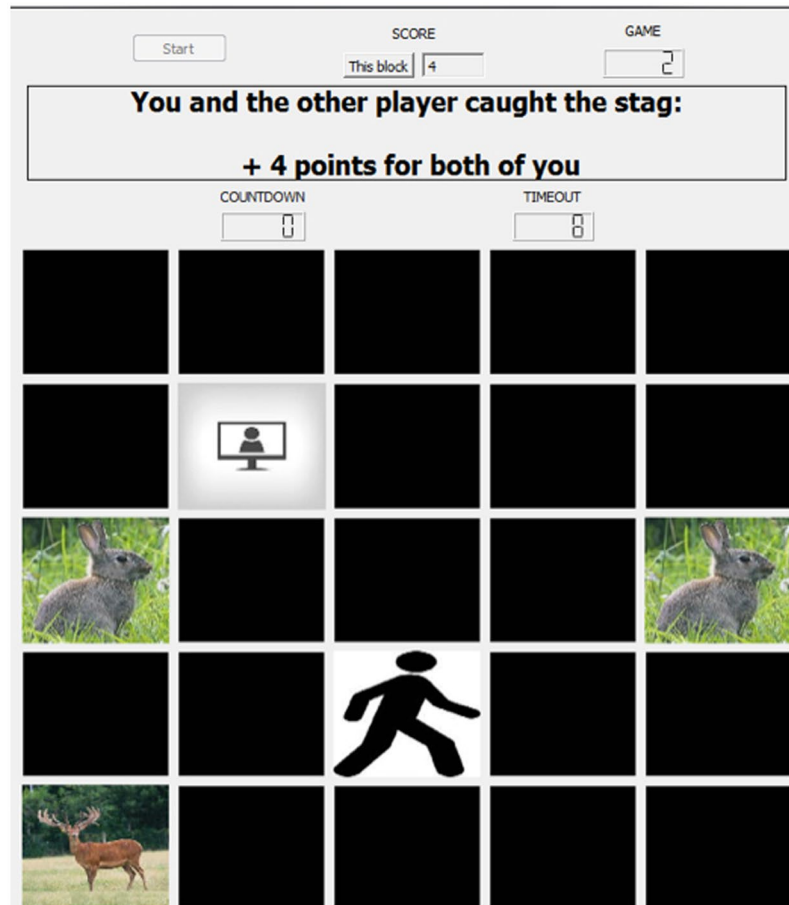 SCORE
GAME
Start
This block 4
2
You and the other player caught the stag:
+ 4 points for both of you
COUNTDOWN
TIMEOUT
0
8